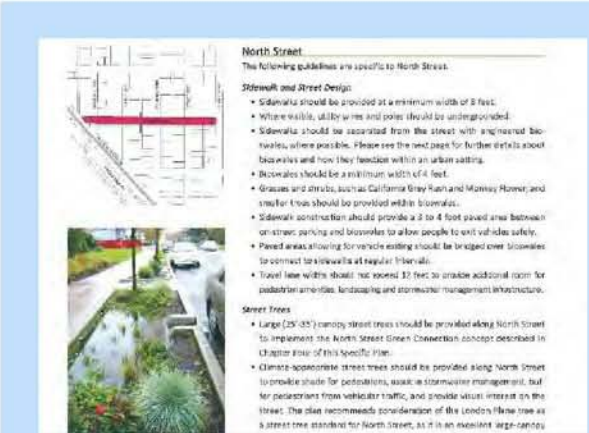 North Street
The following guidelines are specific to North Street.
Sidewalk and Street Design
• Sidewalks should be provided at a minimum width of 8 feet.
• Where visible, utility wires and poles should be undergrounded.
• Sidewalks should be separated from the street with engineered bio-
swales, where possible. Please see the next page for further details about
bioswales and how they function within an urban setting.
• Bioswales should be a minimum width of 4 feet.
• Grasses and shrubs, such as California Grey Rush and Monkey Flower, and
smaller trees should be provided within bioswales.
• Sidewalk construction should provide a 3 to 4 foot paved area between
on-street parking and bioswales to allow people to exit vehicles safely.
• Paved areas allowing for vehicle exiting should be bridged over bioswales
to connect to sidewalks at regular intervals.
• Travel lane widths should not exceed 12 feet to provide additional room for
pedestrian amenities, landscaping and stormwater management infrastructure.
Street Trees
• Large (25'-35') canopy street trees should be provided along North Street
to implement the North Street Green Connection concept described in
Chapter Four of this Specific Plan.
• Climate-appropriate street trees should be provided along North Street
to provide shade for pedestrians, assist in stormwater management, buf-
fer pedestrians from vehicular traffic, and provide visual interest on the
street. The plan recommends consideration of the London Plane tree as
a street tree standard for North Street, as it is an excellent large-canopy